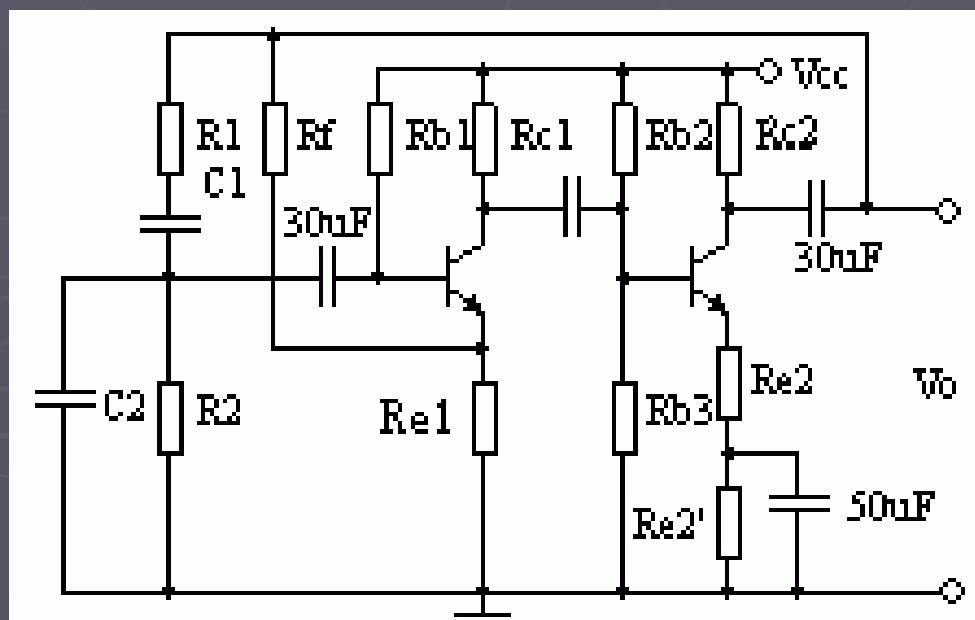 Vcc
R1
Rf
Rb1
Rc1
Rb2
Rc2
C1
30uF
30uF
C2
R2
Re1
Rb3
Re2
Vo
Re2'
50uF